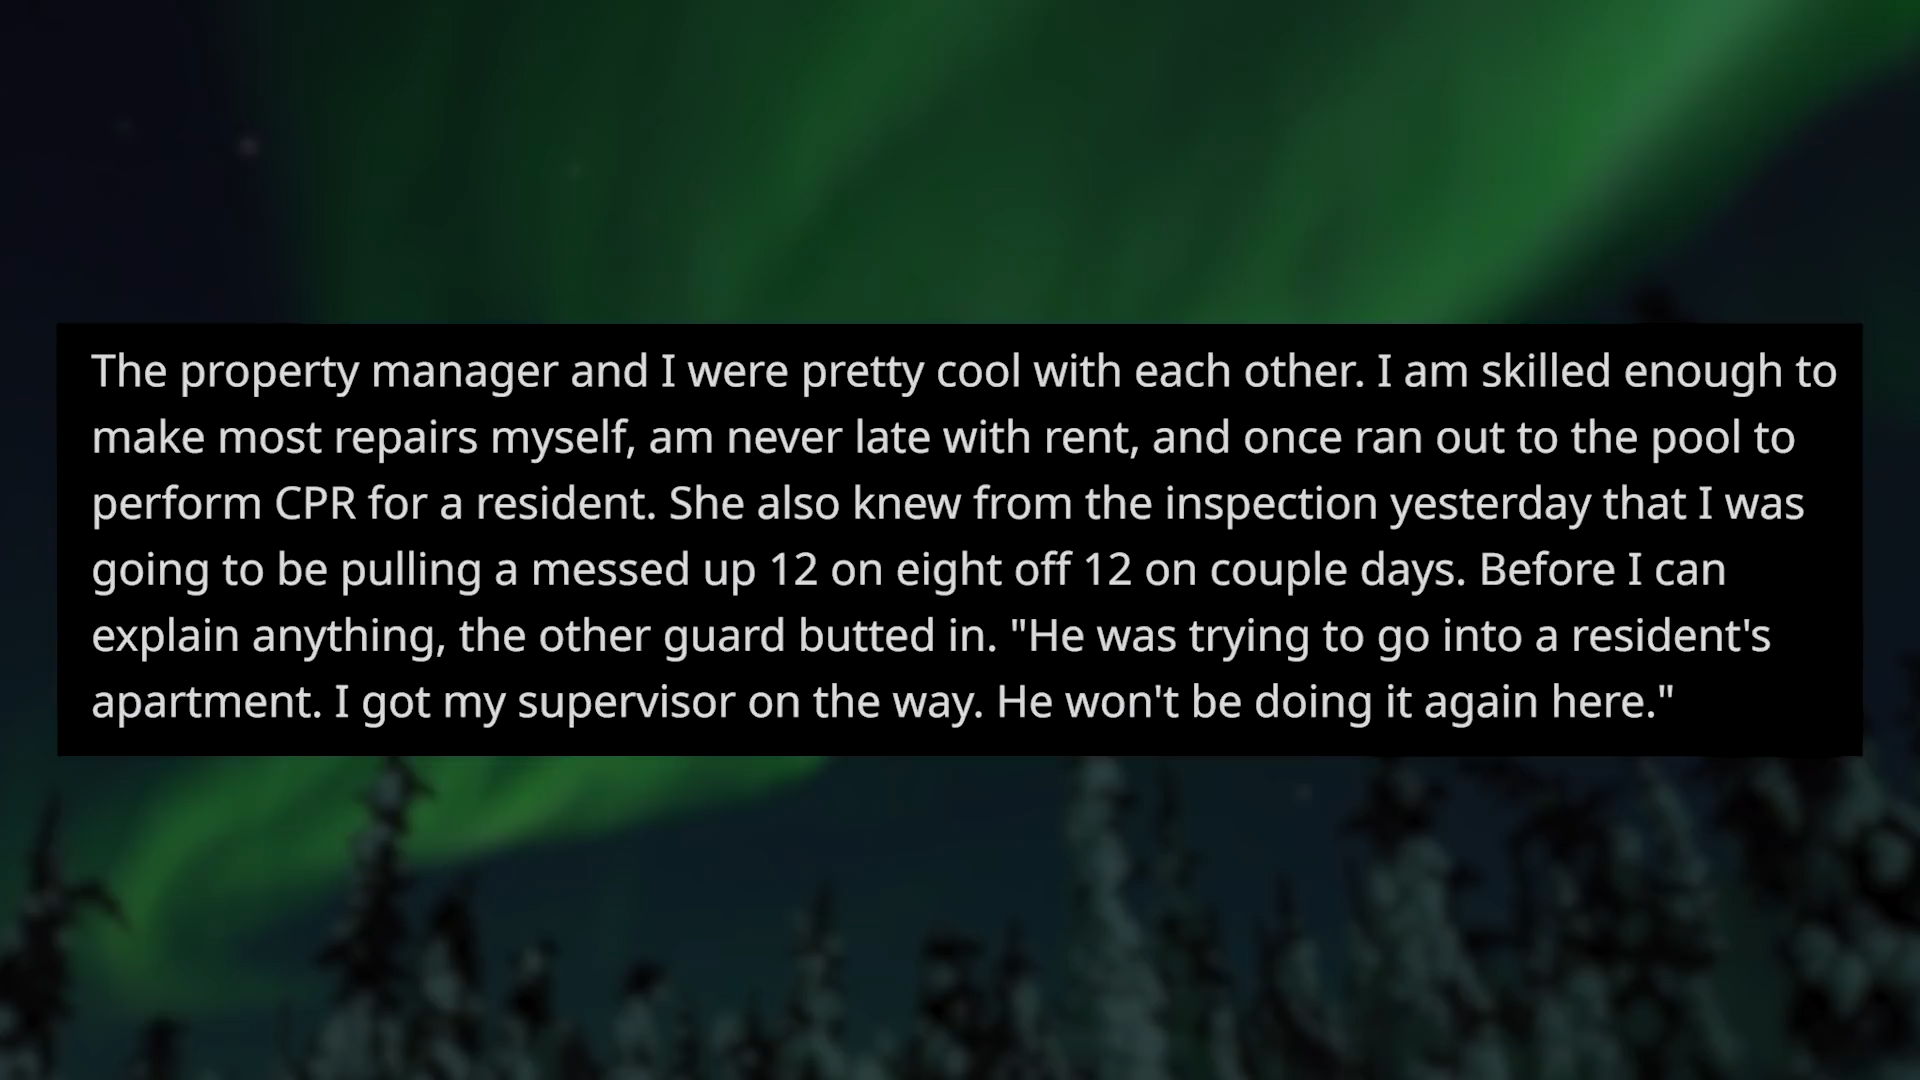 The property manager and I were pretty cool with each other. I am skilled enough to
make most repairs myself, am never late with rent, and once ran out to the pool to
perform CPR for a resident. She also knew from the inspection yesterday that I was
going to be pulling a messed up 12 on eight off 12 on couple days. Before I can
explain anything, the other guard butted in. "He was trying to go into a resident's
apartment. I got my supervisor on the way. He won't be doing it again here."